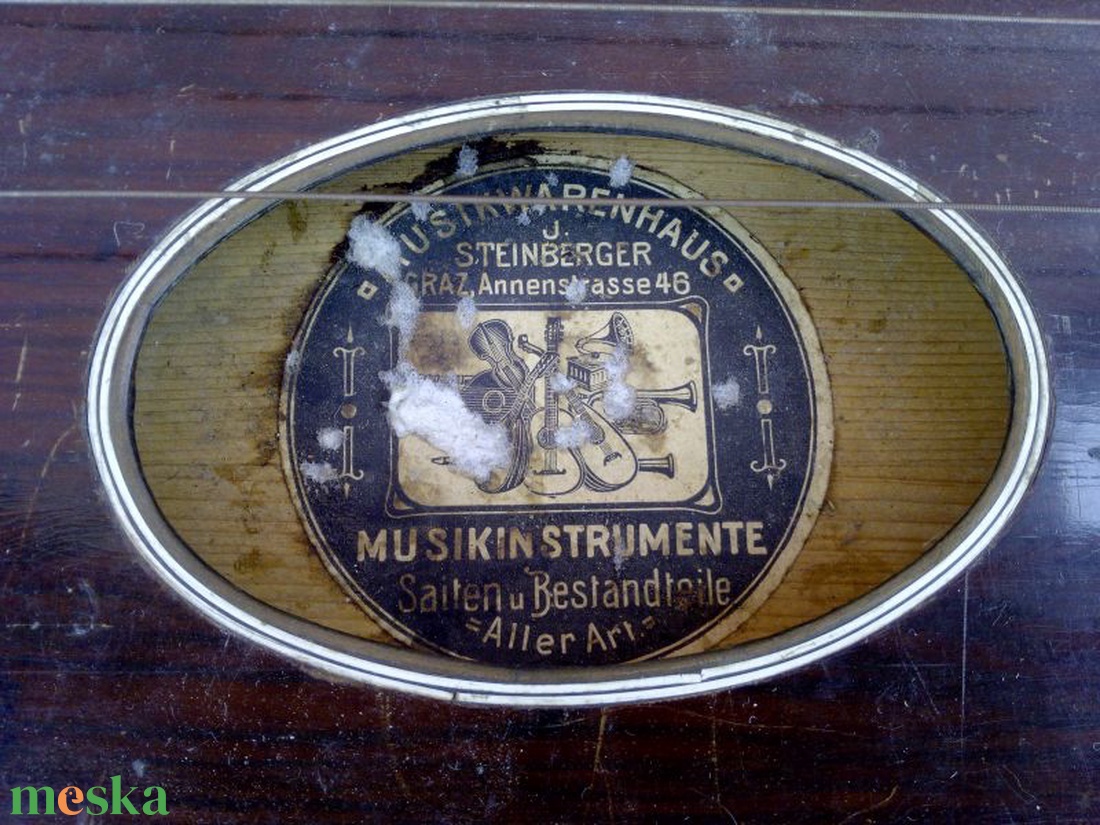 MUSIKWARENHAUS
J.
STEINBERGER
GRAZ, Annenstrasse 46
MUSIKINSTRUMENTE
Saiten u Bestandteile
=Aller Art=
meska